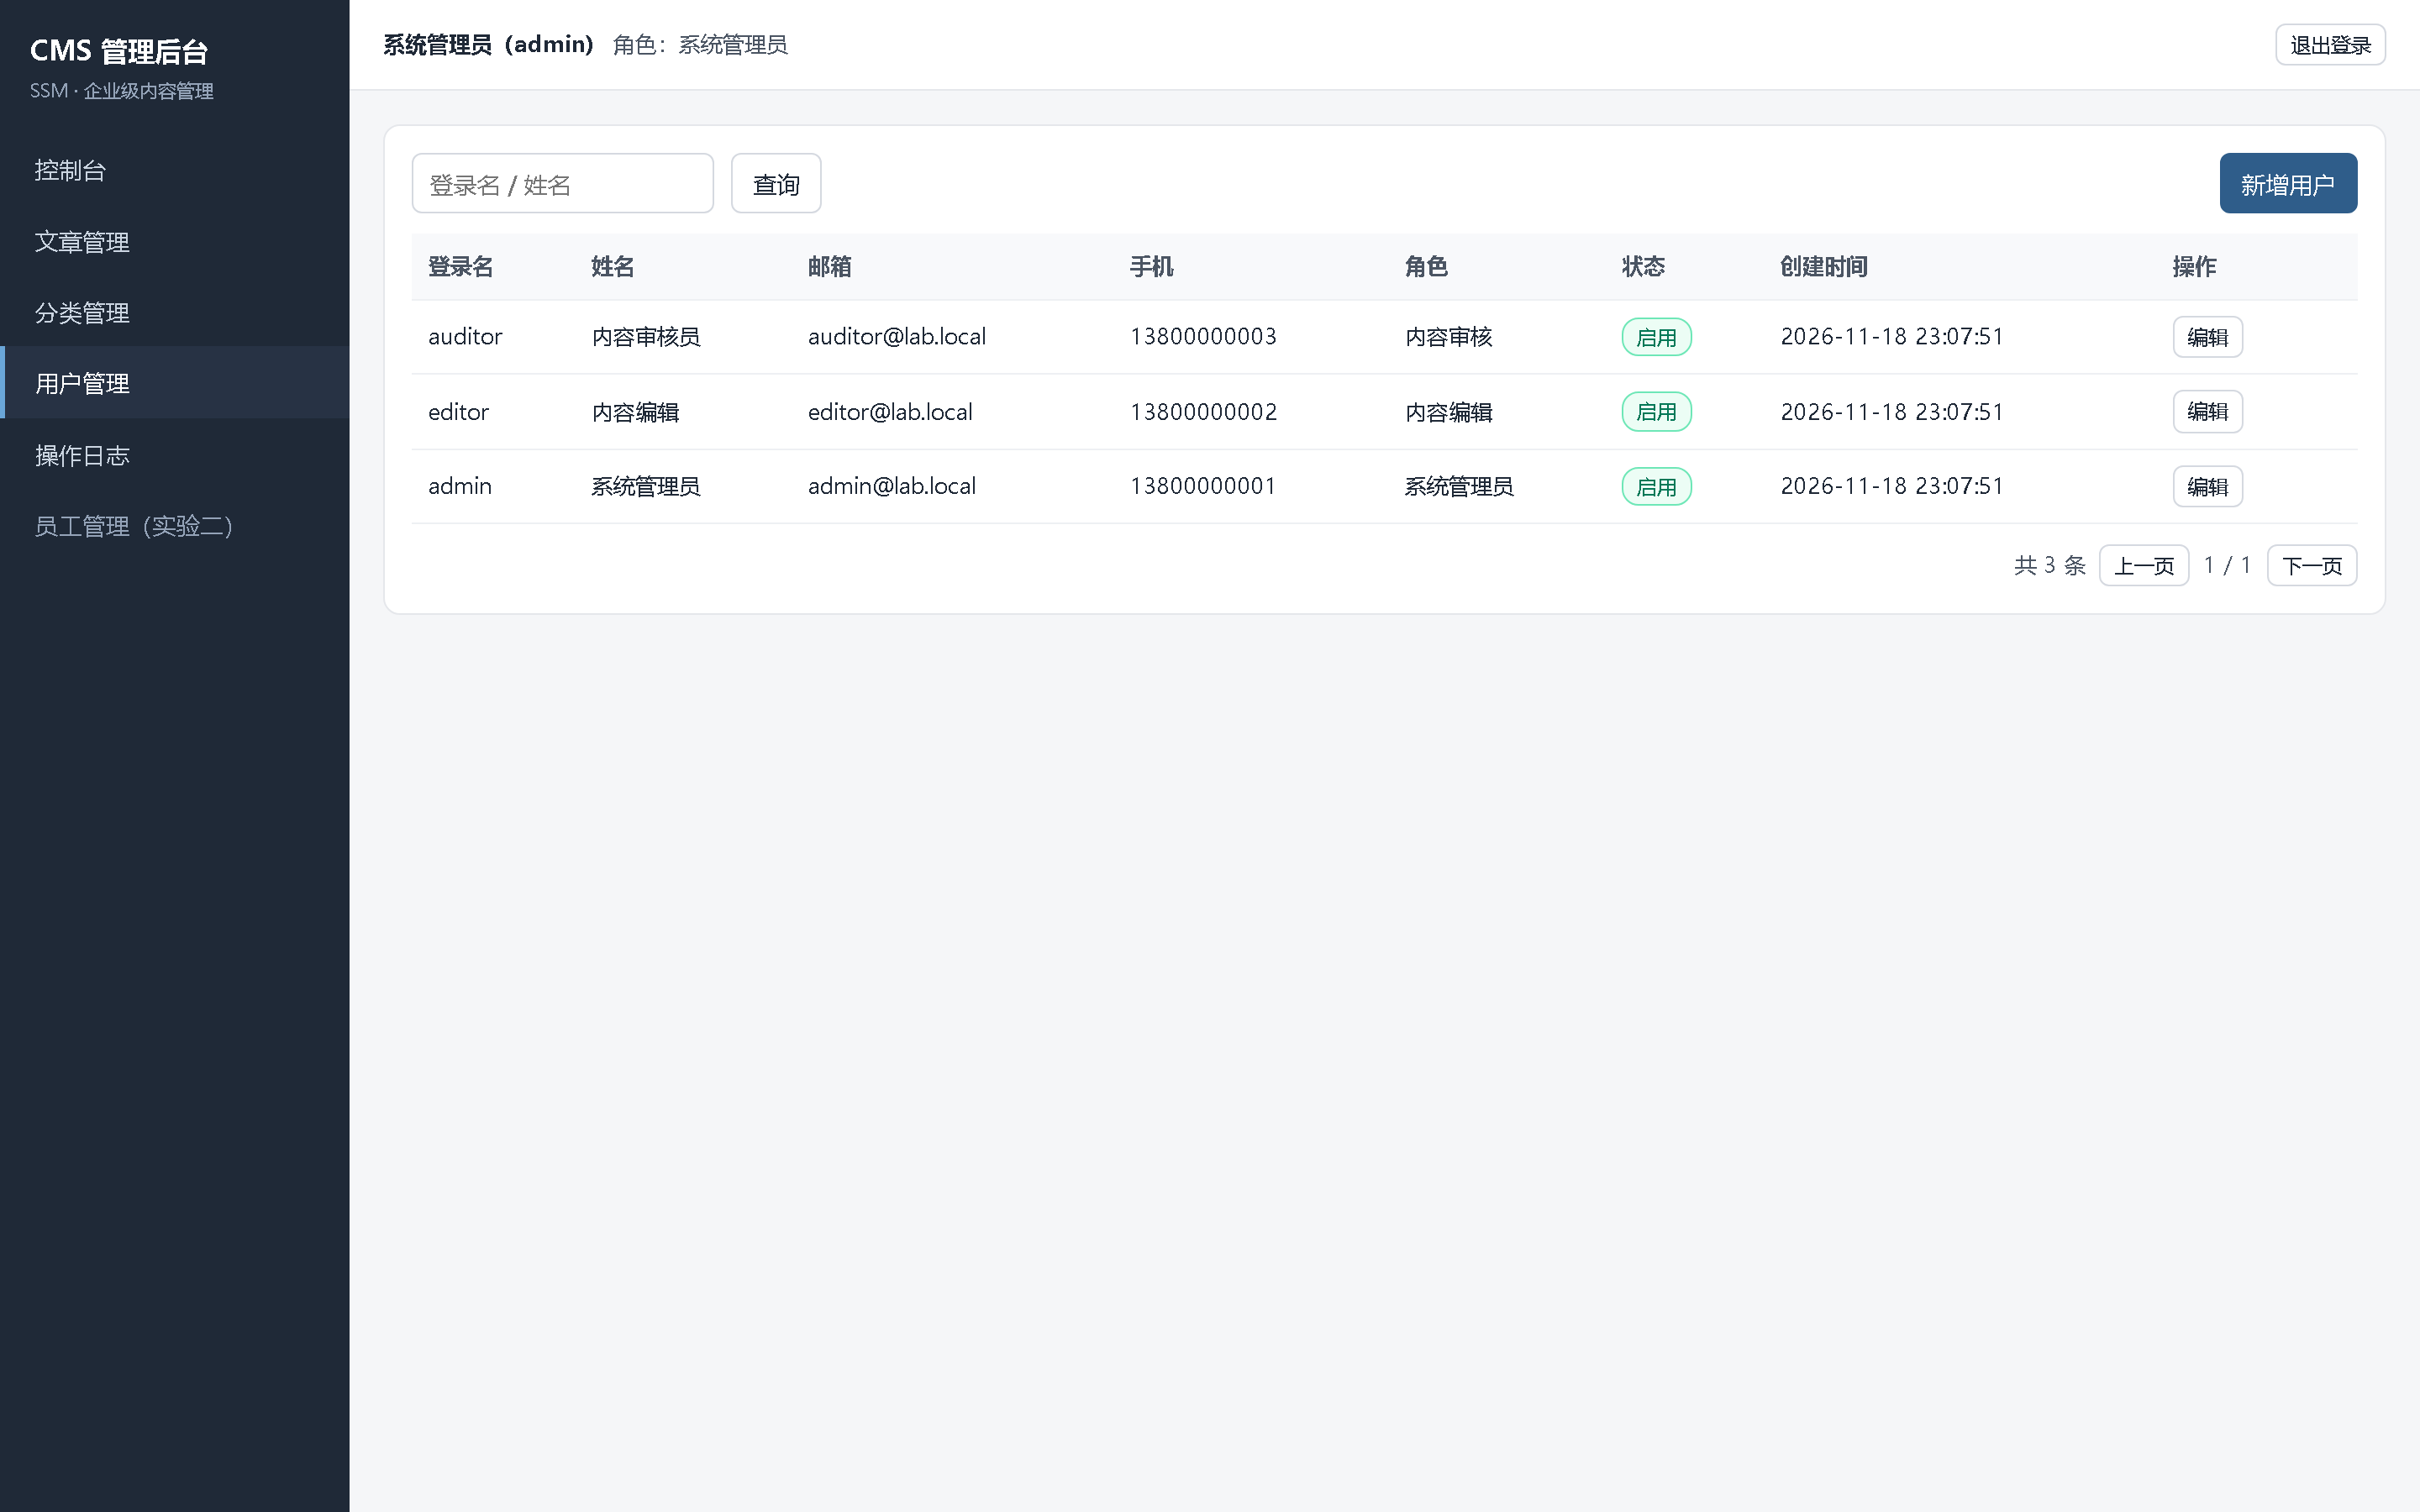 CMS 管理后台
SSM · 企业级内容管理
控制台
文章管理
分类管理
用户管理
操作日志
员工管理（实验二）
系统管理员（admin） 角色：系统管理员 退出登录
登录名 / 姓名 查询 新增用户
登录名 姓名 邮箱 手机 角色 状态 创建时间 操作
auditor 内容审核员 auditor@lab.local 13800000003 内容审核 启用 2026-11-18 23:07:51 编辑
editor 内容编辑 editor@lab.local 13800000002 内容编辑 启用 2026-11-18 23:07:51 编辑
admin 系统管理员 admin@lab.local 13800000001 系统管理员 启用 2026-11-18 23:07:51 编辑
共 3 条 上一页 1 / 1 下一页